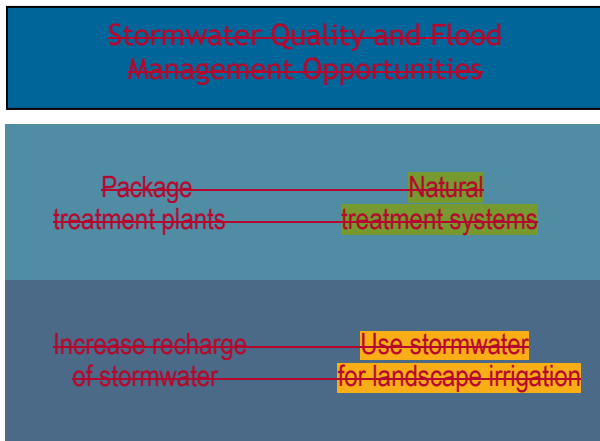 Stormwater Quality and Flood
Management Opportunities
Package Natural
treatment plants treatment systems
Increase recharge Use stormwater
of stormwater for landscape irrigation